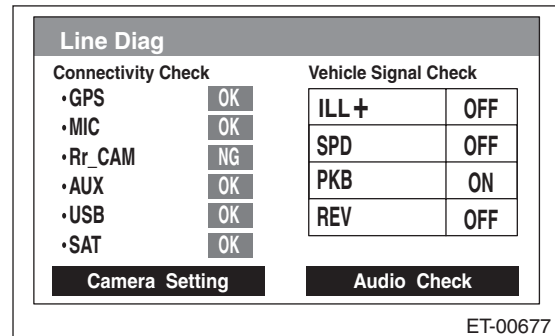 Line Diag
Connectivity Check
•GPS OK
•MIC OK
•Rr_CAM NG
•AUX OK
•USB OK
•SAT OK
Camera Setting
Vehicle Signal Check
ILL+ OFF
SPD OFF
PKB ON
REV OFF
Audio Check
ET-00677